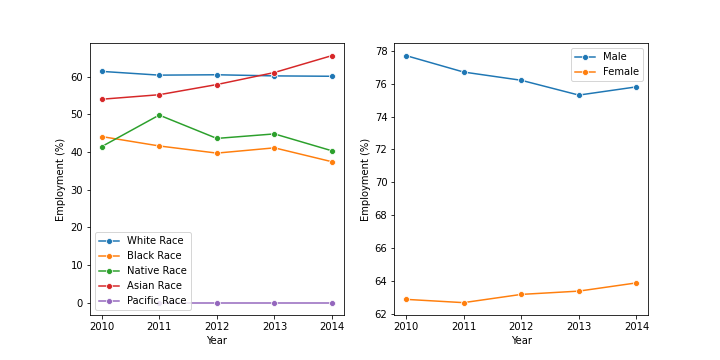 Employment (%)
60
50
40
30
20
10
0
White Race
Black Race
Native Race
Asian Race
Pacific Race
2010 2011 2012 2013 2014
Year
Employment (%)
78
76
74
72
70
68
66
64
62
Male
Female
2010 2011 2012 2013 2014
Year